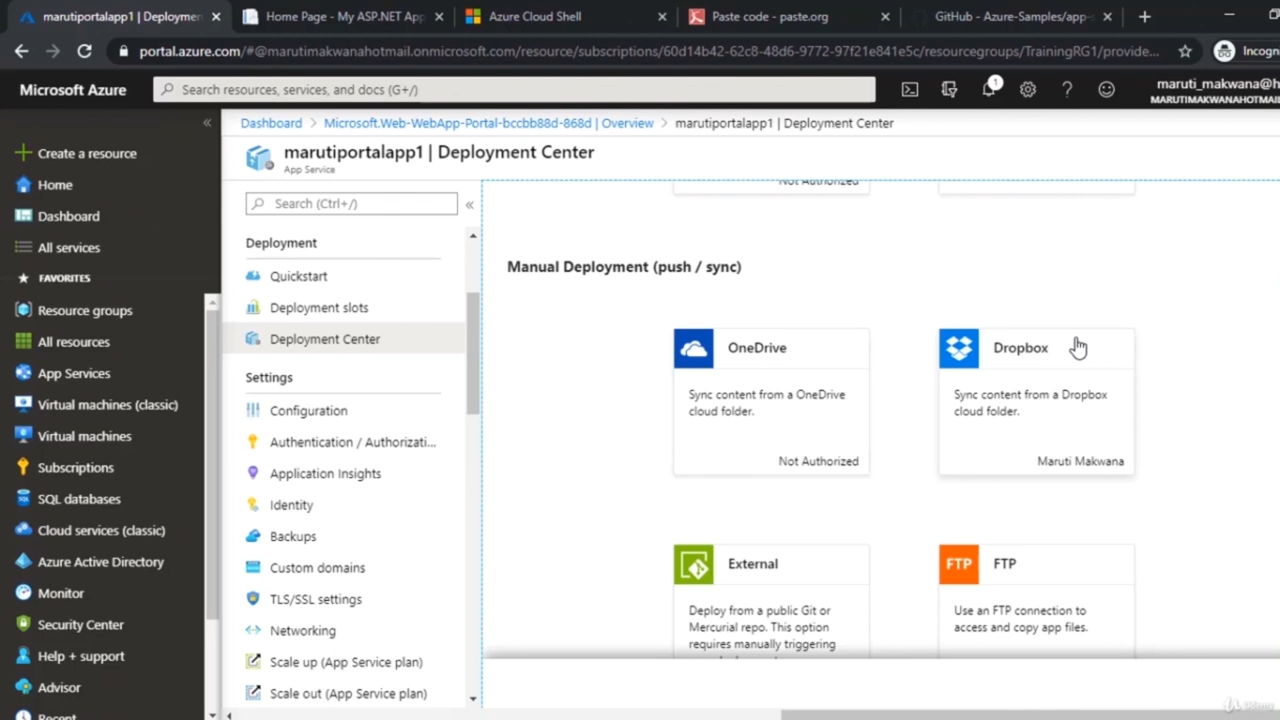 marutiportalapp1 | Deploymen
Home Page - My ASP.NET App
Azure Cloud Shell
Paste code - paste.org
GitHub - Azure-Samples/app-s
portal.azure.com/#@marutimakwanahotmail.onmicrosoft.com/resource/subscriptions/60d14b42-62c8-48d6-9772-97f21e841e5c/resourcegroups/TrainingRG1/provide...
Incogn
Microsoft Azure
Search resources, services, and docs (G+/)
1
maruti_makwana@h
MARUTIMAKWANAHOTMAIL
Create a resource
Home
Dashboard
All services
FAVORITES
Resource groups
All resources
App Services
Virtual machines (classic)
Virtual machines
Subscriptions
SQL databases
Cloud services (classic)
Azure Active Directory
Monitor
Security Center
Help + support
Advisor
Recent
Dashboard > Microsoft.Web-WebApp-Portal-bccbb88d-868d | Overview > marutiportalapp1 | Deployment Center
marutiportalapp1 | Deployment Center
App Service
Search (Ctrl+/)
Deployment
Quickstart
Deployment slots
Deployment Center
Settings
Configuration
Authentication / Authorizati...
Application Insights
Identity
Backups
Custom domains
TLS/SSL settings
Networking
Scale up (App Service plan)
Scale out (App Service plan)
Not Authorized
Manual Deployment (push / sync)
OneDrive
Sync content from a OneDrive
cloud folder.
Not Authorized
Dropbox
Sync content from a Dropbox
cloud folder.
Maruti Makwana
External
Deploy from a public Git or
Mercurial repo. This option
requires manually triggering
FTP
FTP
Use an FTP connection to
access and copy app files.
Udemy